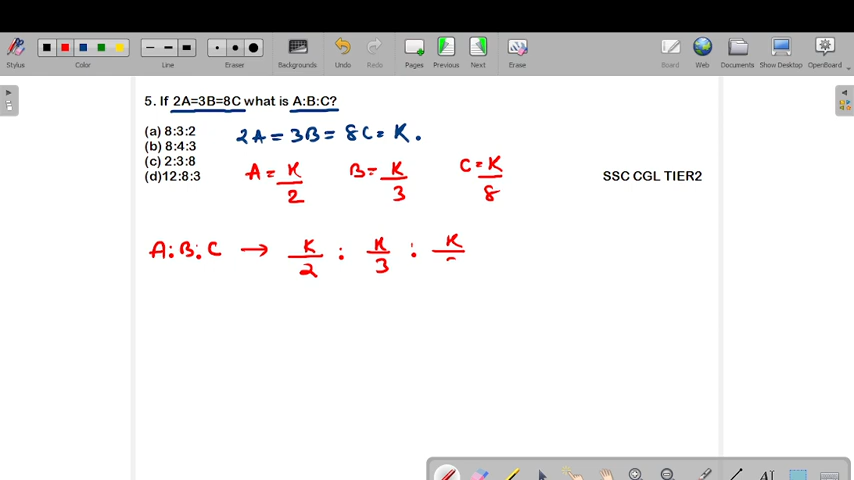 Stylus Color Line Eraser Backgrounds Undo Redo Pages Previous Next Erase Board Web Documents Show Desktop OpenBoard
5. If 2A=3B=8C what is A:B:C?
(a) 8:3:2
2A = 3B = 8C = K.
(b) 8:4:3
(c) 2:3:8
A = K/2 B = K/3 C = K/8
(d)12:8:3
SSC CGL TIER2
A:B:C → K/2 : K/3 : K/